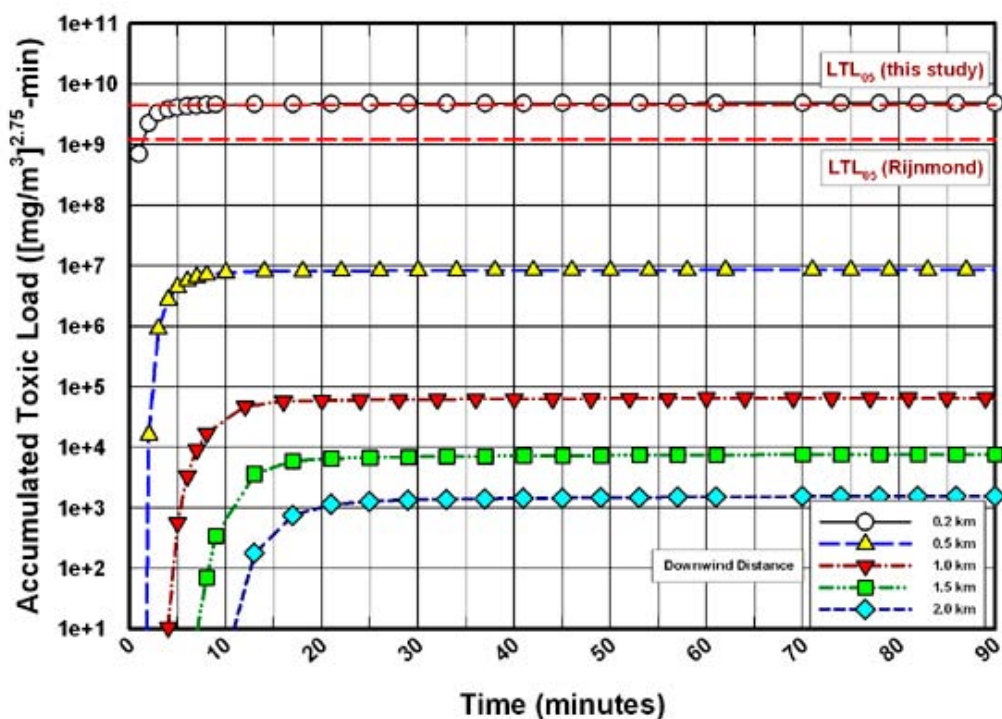 Accumulated Toxic Load ([mg/m³]²·⁷⁵-min)
1e+11
1e+10
1e+9
1e+8
1e+7
1e+6
1e+5
1e+4
1e+3
1e+2
1e+1
LTL₀₅ (this study)
LTL₀₅ (Rijnmond)
Downwind Distance
0.2 km
0.5 km
1.0 km
1.5 km
2.0 km
0 10 20 30 40 50 60 70 80 90
Time (minutes)